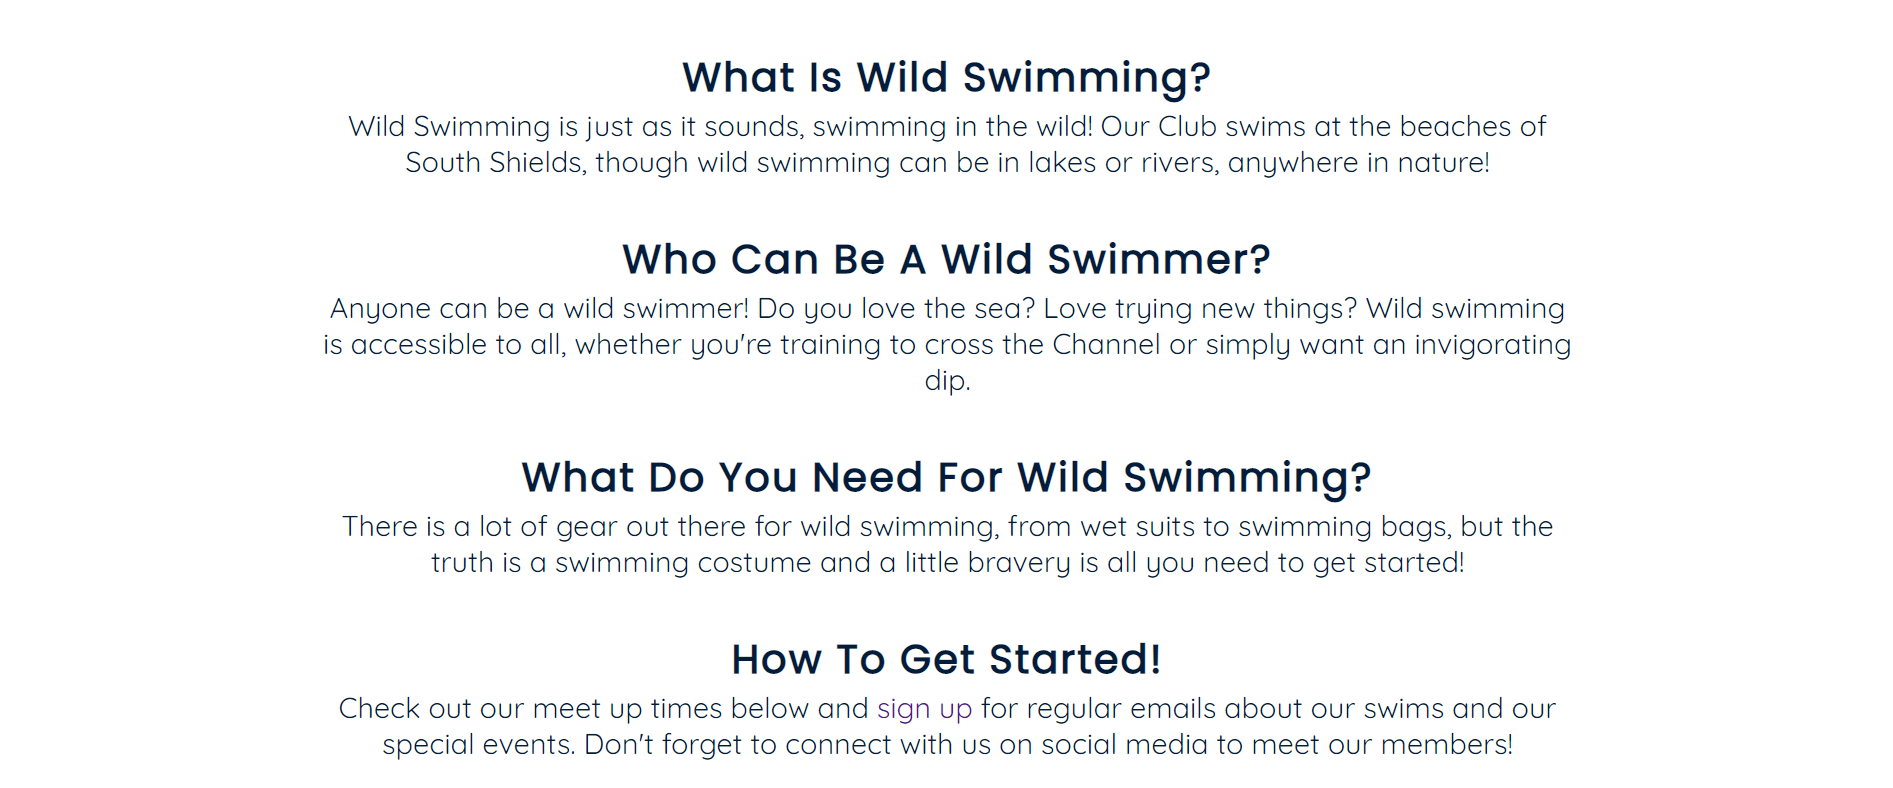 What Is Wild Swimming?
Wild Swimming is just as it sounds, swimming in the wild! Our Club swims at the beaches of
South Shields, though wild swimming can be in lakes or rivers, anywhere in nature!
Who Can Be A Wild Swimmer?
Anyone can be a wild swimmer! Do you love the sea? Love trying new things? Wild swimming
is accessible to all, whether you're training to cross the Channel or simply want an invigorating
dip.
What Do You Need For Wild Swimming?
There is a lot of gear out there for wild swimming, from wet suits to swimming bags, but the
truth is a swimming costume and a little bravery is all you need to get started!
How To Get Started!
Check out our meet up times below and sign up for regular emails about our swims and our
special events. Don't forget to connect with us on social media to meet our members!